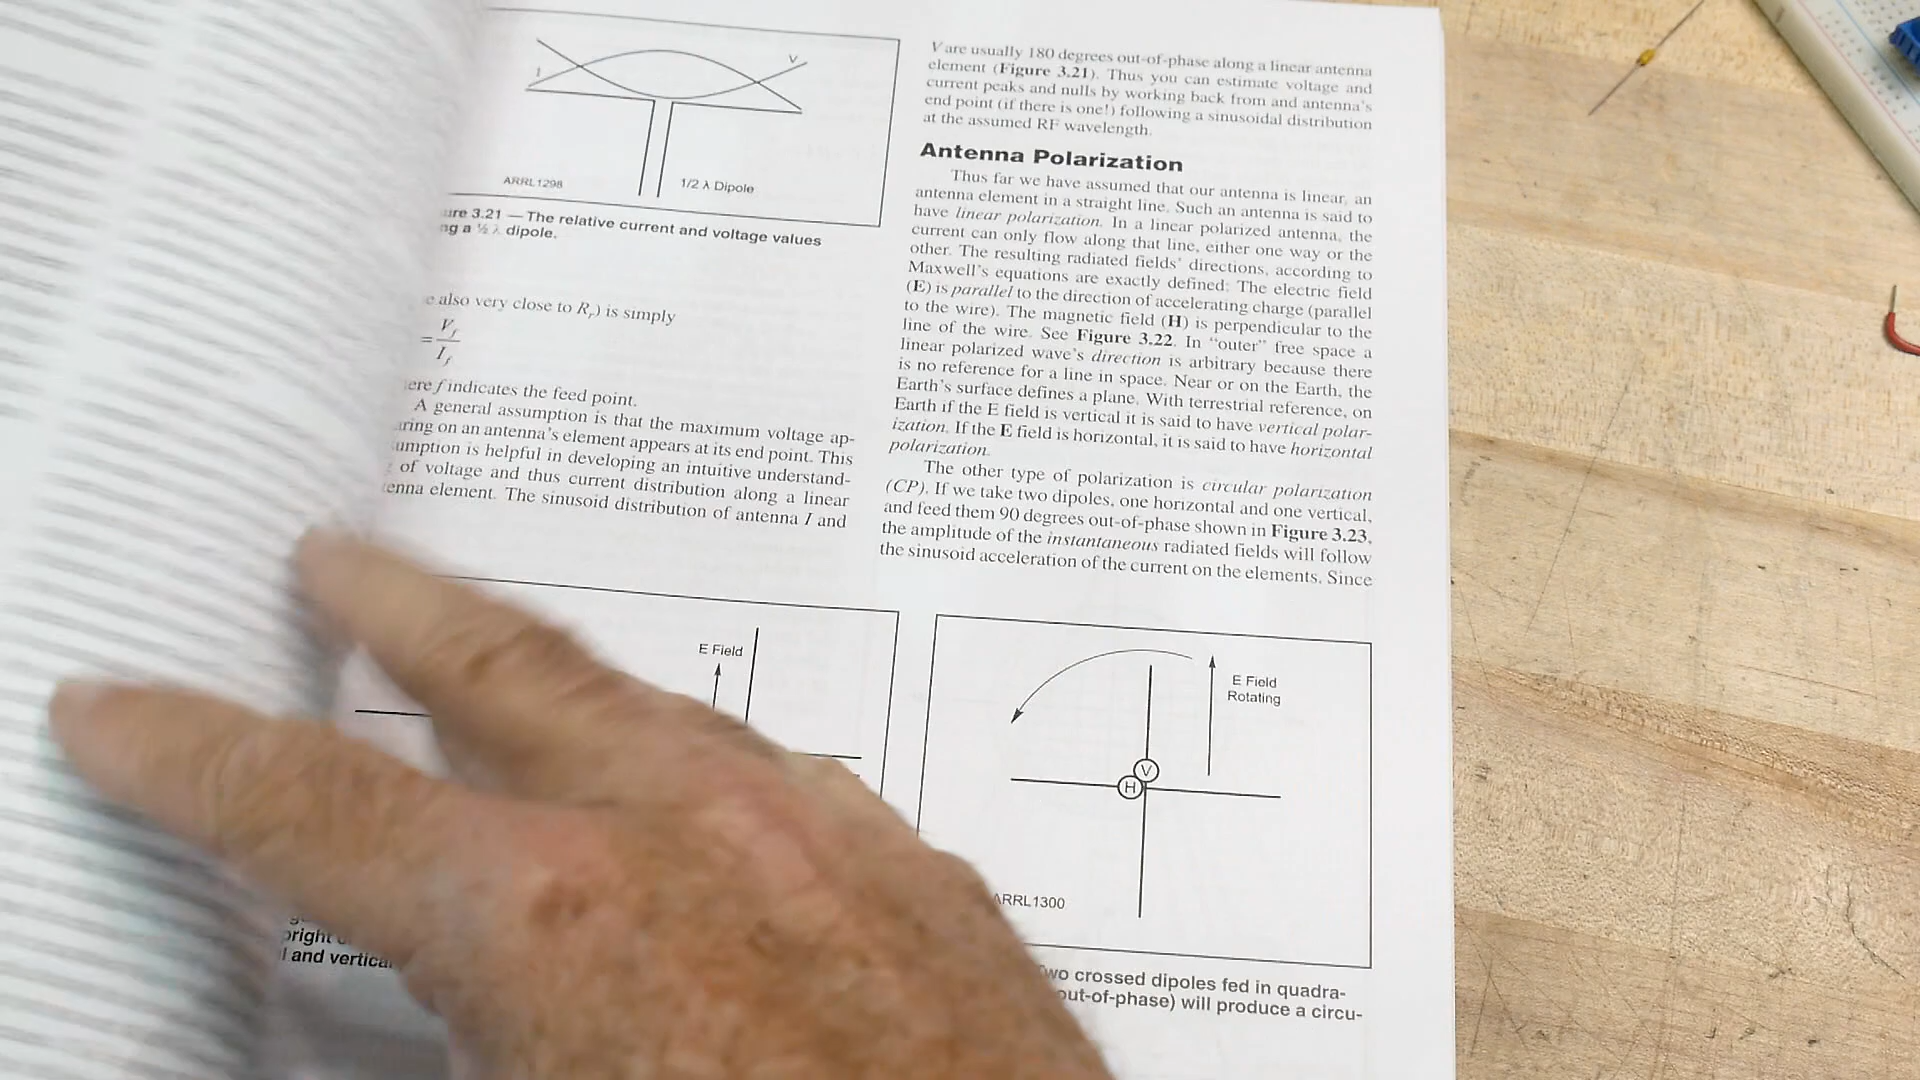 I
V
ARRL1298
1/2 λ Dipole
ure 3.21 — The relative current and voltage values
ng a ½ λ dipole.
also very close to Rr) is simply
= Vf
If
ere f indicates the feed point.
A general assumption is that the maximum voltage ap-
aring on an antenna's element appears at its end point. This
umption is helpful in developing an intuitive understand-
of voltage and thus current distribution along a linear
enna element. The sinusoid distribution of antenna I and
E Field
pright
l and vertical
V are usually 180 degrees out-of-phase along a linear antenna
element (Figure 3.21). Thus you can estimate voltage and
current peaks and nulls by working back from and antenna's
end point (if there is one!) following a sinusoidal distribution
at the assumed RF wavelength.
Antenna Polarization
Thus far we have assumed that our antenna is linear, an
antenna element in a straight line. Such an antenna is said to
have linear polarization. In a linear polarized antenna, the
current can only flow along that line, either one way or the
other. The resulting radiated fields' directions, according to
Maxwell's equations are exactly defined: The electric field
(E) is parallel to the direction of accelerating charge (parallel
to the wire). The magnetic field (H) is perpendicular to the
line of the wire. See Figure 3.22. In "outer" free space a
linear polarized wave's direction is arbitrary because there
is no reference for a line in space. Near or on the Earth, the
Earth's surface defines a plane. With terrestrial reference, on
Earth if the E field is vertical it is said to have vertical polar-
ization. If the E field is horizontal, it is said to have horizontal
polarization.
The other type of polarization is circular polarization
(CP). If we take two dipoles, one horizontal and one vertical,
and feed them 90 degrees out-of-phase shown in Figure 3.23,
the amplitude of the instantaneous radiated fields will follow
the sinusoid acceleration of the current on the elements. Since
E Field
Rotating
V
H
ARRL1300
Two crossed dipoles fed in quadra-
out-of-phase) will produce a circu-